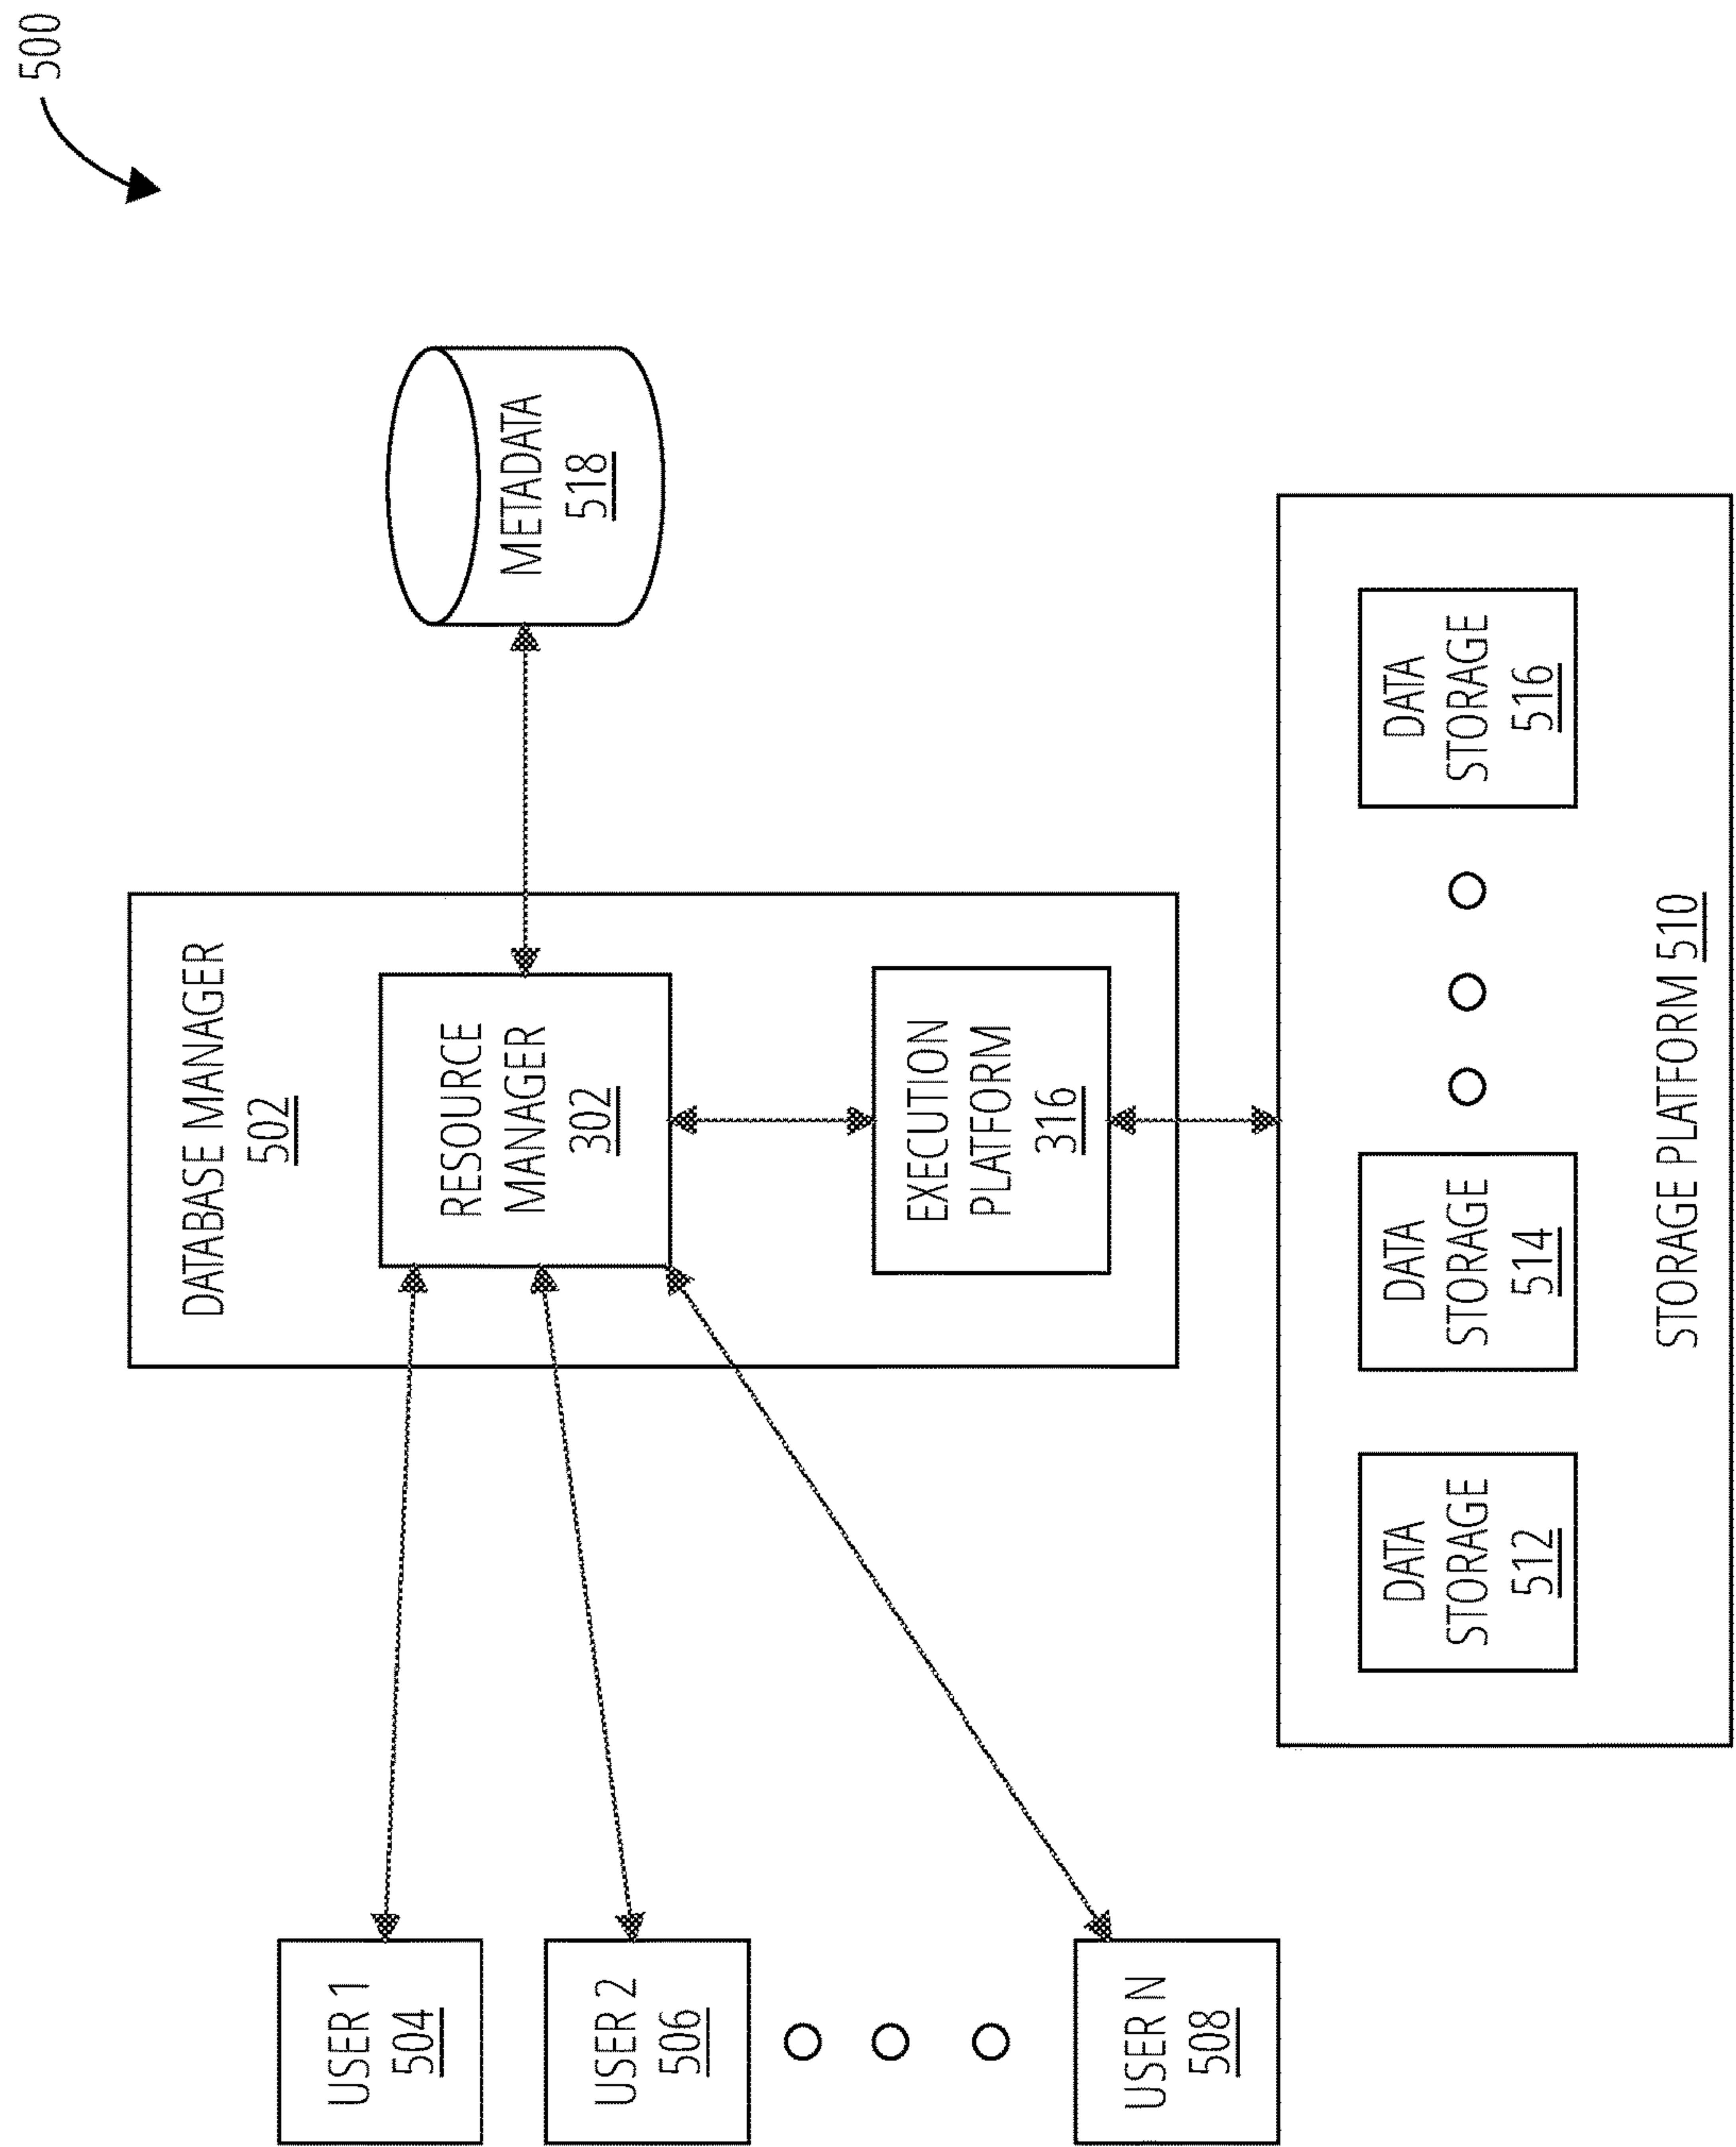 500
DATABASE MANAGER
502
USER 1
504
RESOURCE
MANAGER
302
METADATA
518
USER 2
506
EXECUTION
PLATFORM
316
USER N
508
DATA
STORAGE
512
DATA
STORAGE
514
DATA
STORAGE
516
STORAGE PLATFORM 510